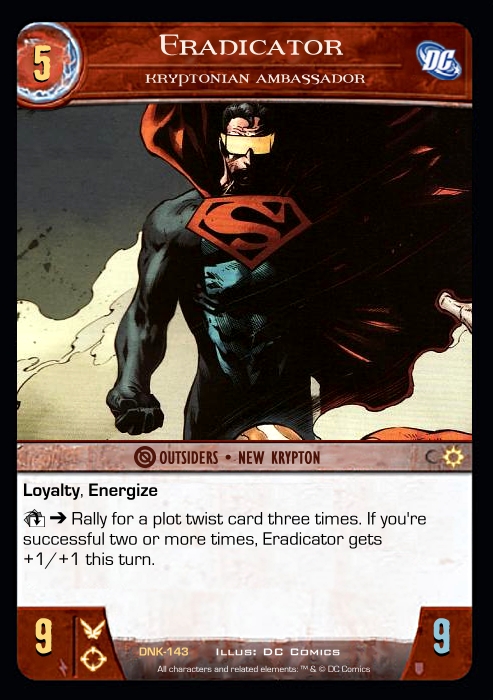 5
Eradicator
Kryptonian Ambassador
DC
S
OUTSIDERS • NEW KRYPTON
Loyalty, Energize
➔ Rally for a plot twist card three times. If you're
successful two or more times, Eradicator gets
+1/+1 this turn.
9
DNK-143 Illus: DC Comics
All characters and related elements: ™ & © DC Comics
9